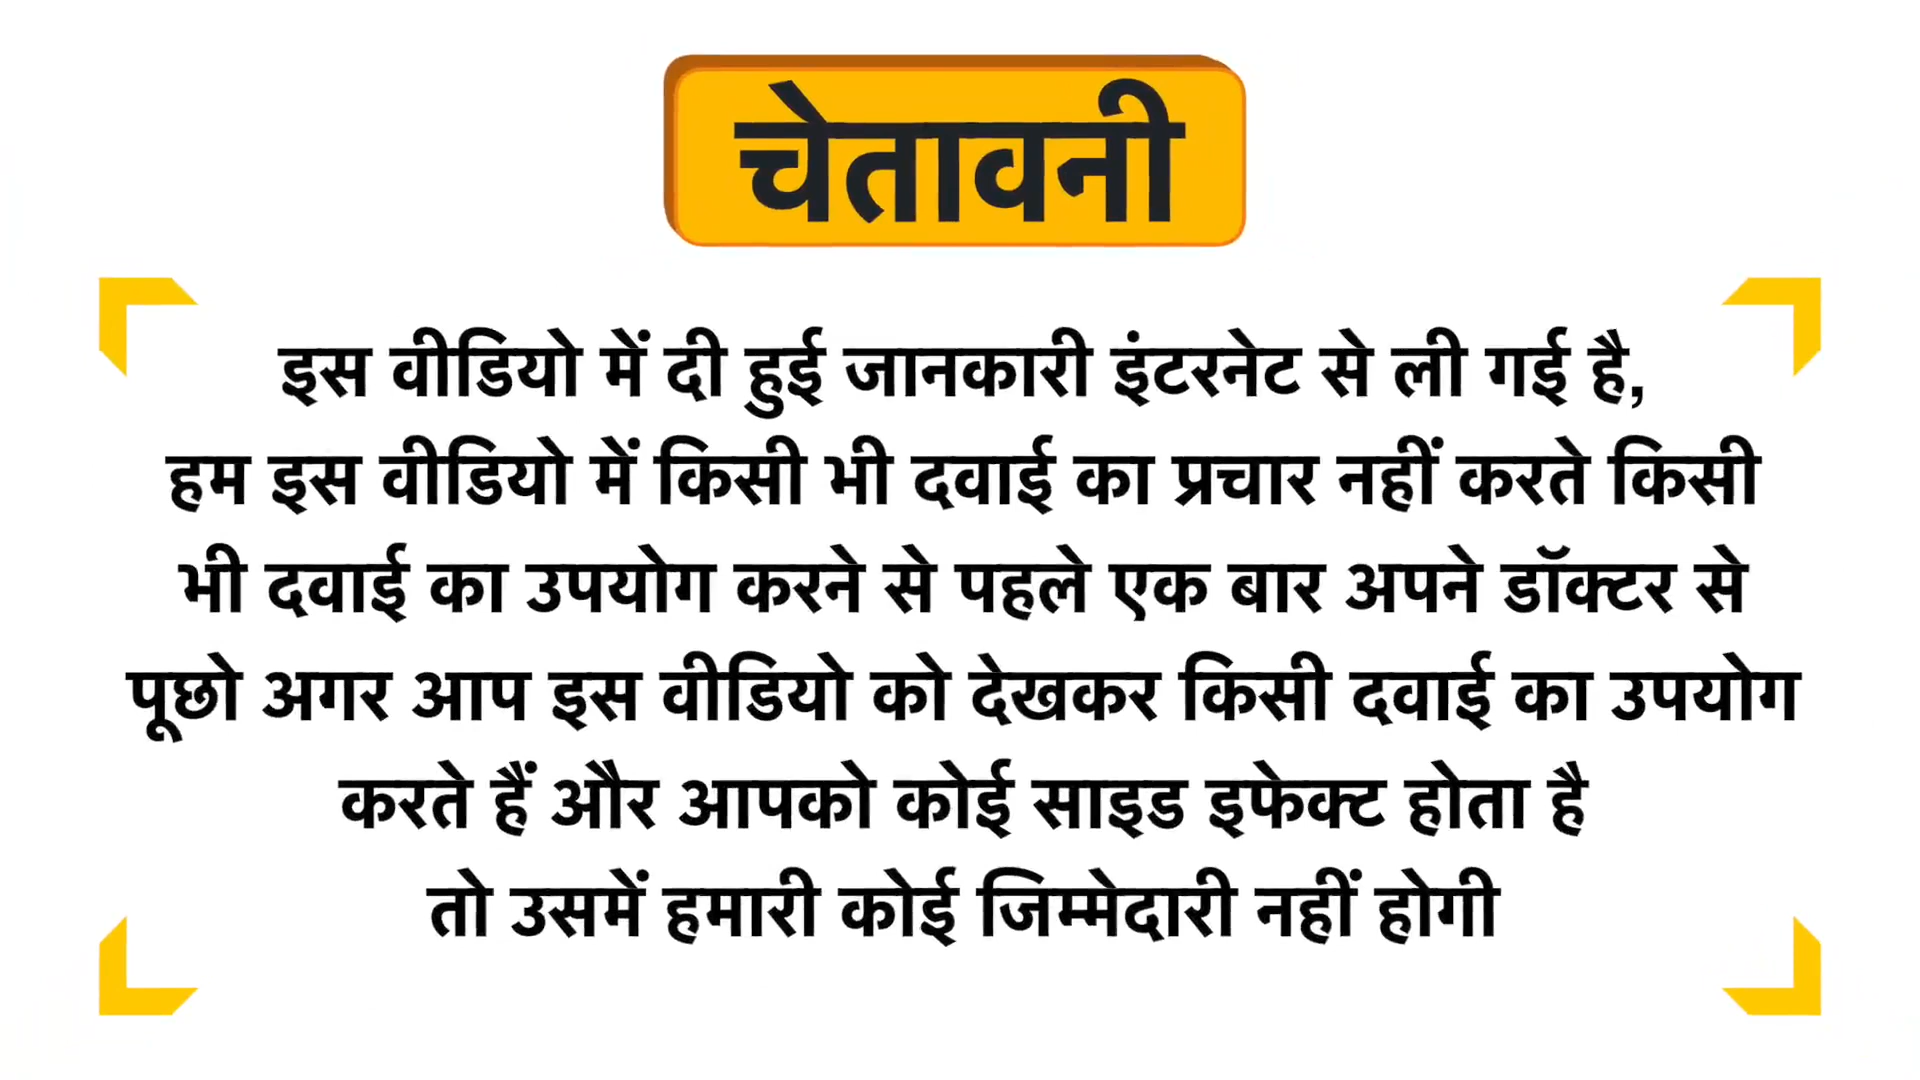 चेतावनी
इस वीडियो में दी हुई जानकारी इंटरनेट से ली गई है,
हम इस वीडियो में किसी भी दवाई का प्रचार नहीं करते किसी
भी दवाई का उपयोग करने से पहले एक बार अपने डॉक्टर से
पूछो अगर आप इस वीडियो को देखकर किसी दवाई का उपयोग
करते हैं और आपको कोई साइड इफेक्ट होता है
तो उसमें हमारी कोई जिम्मेदारी नहीं होगी